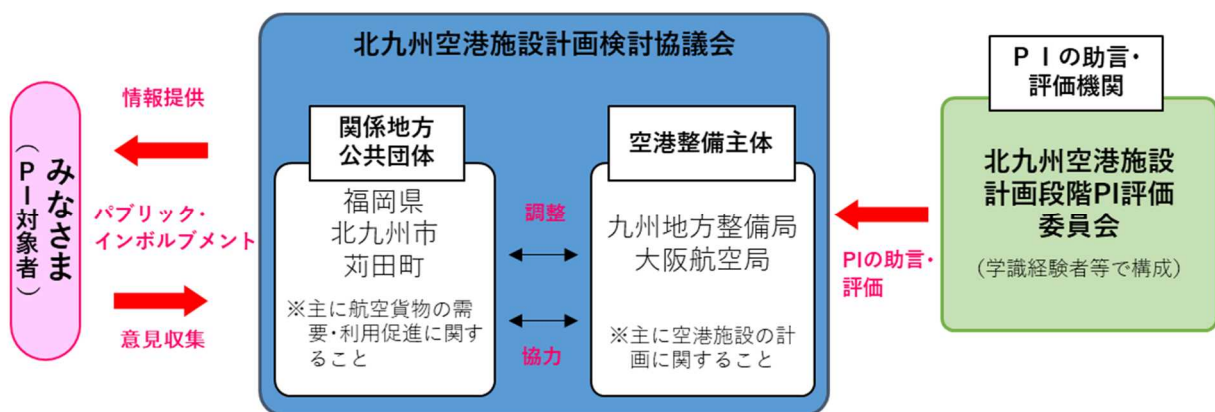 北九州空港施設計画検討協議会
みなさま
（PI対象者）
情報提供
パブリック・
インボルブメント
意見収集
関係地方
公共団体
福岡県
北九州市
苅田町
※主に航空貨物の需
要・利用促進に関す
ること
調整
協力
空港整備主体
九州地方整備局
大阪航空局
※主に空港施設の計
画に関すること
PIの助言・
評価
ＰＩの助言・
評価機関
北九州空港施設
計画段階PI評価
委員会
(学識経験者等で構成)